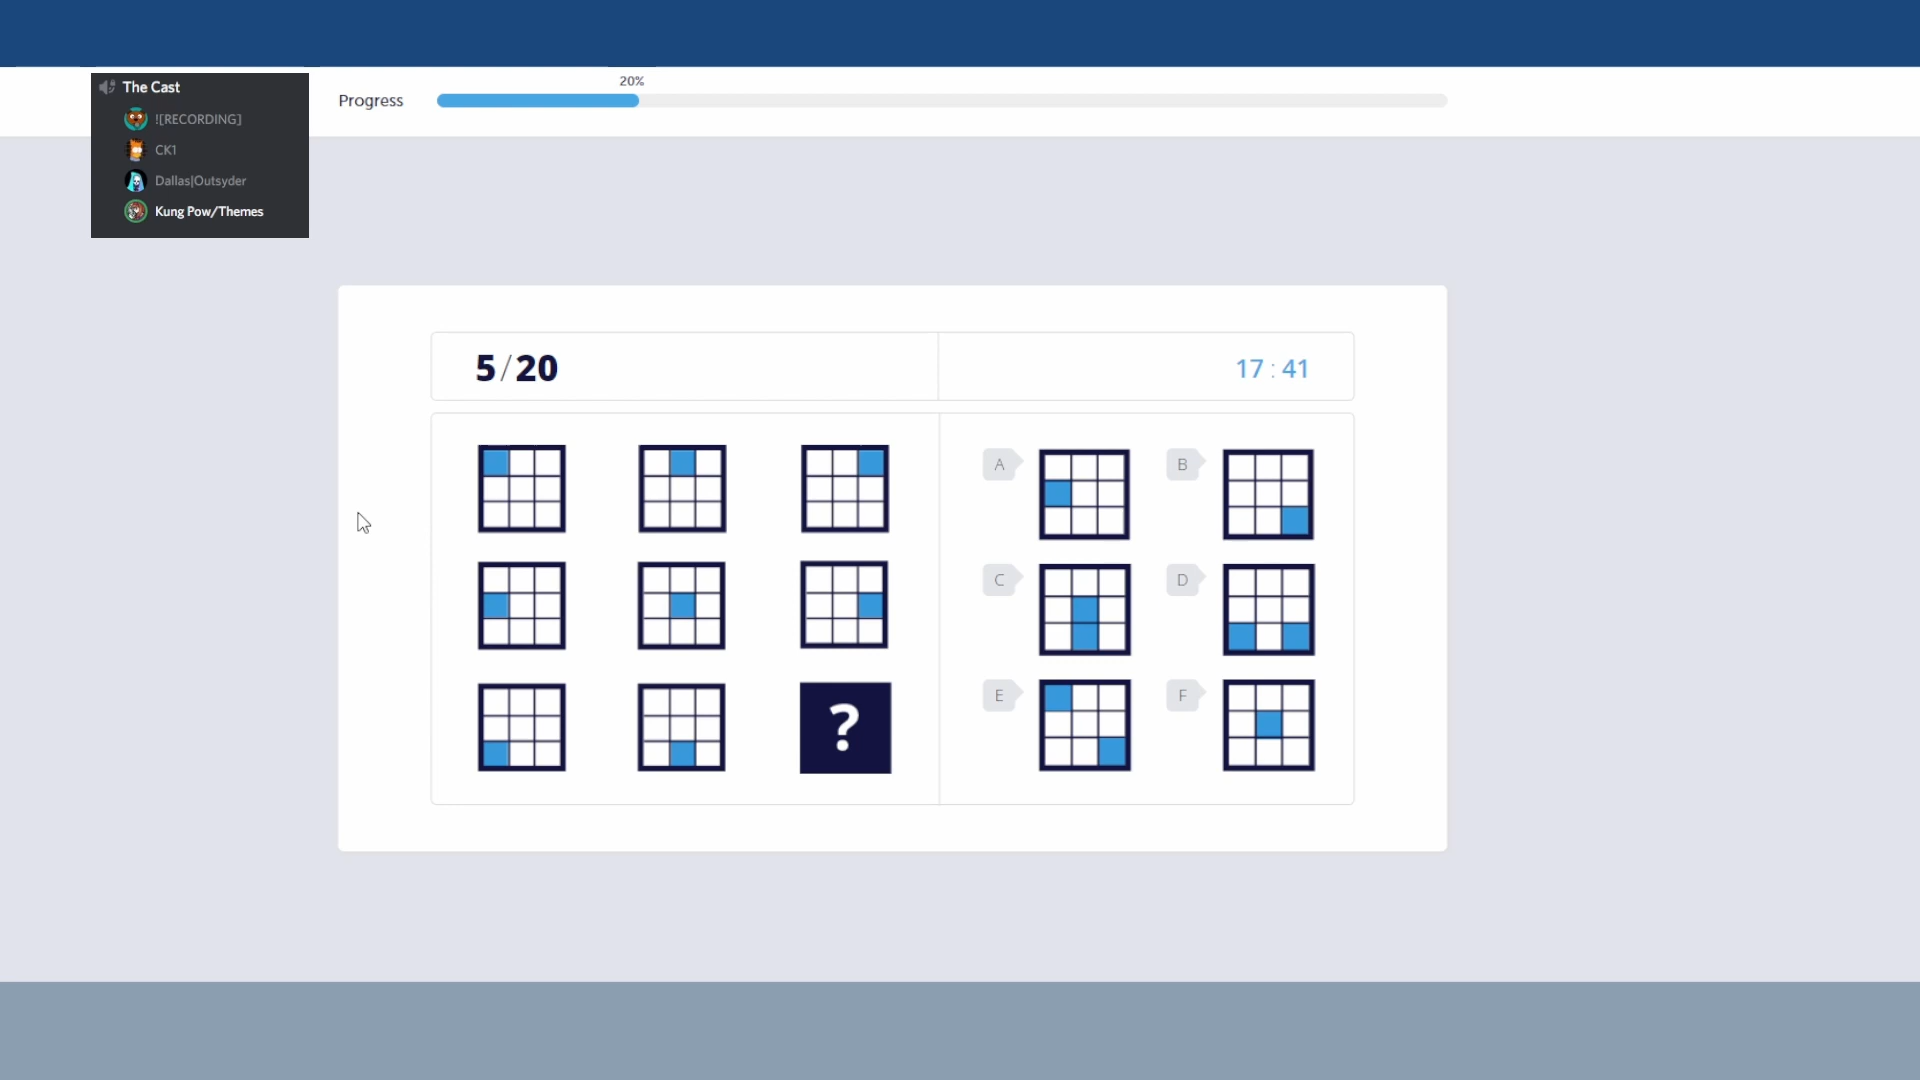 The Cast
![RECORDING]
CK1
Dallas|Outsyder
Kung Pow/Themes
Progress
20%
5/20
17 : 41
A
B
C
D
E
F
?